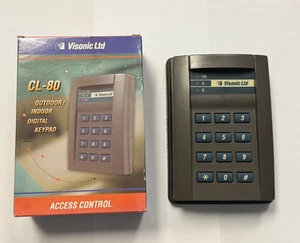 Visonic Ltd
CL-80
OUTDOOR/
INDOOR
DIGITAL
KEYPAD
ACCESS CONTROL
Visonic Ltd
1 2 3
4 5 6
7 8 9
* 0 #